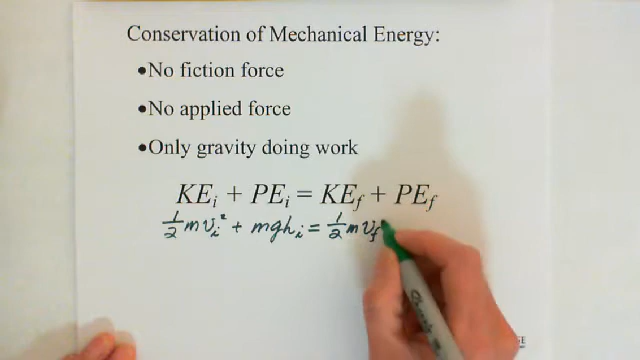 Conservation of Mechanical Energy:
•No fiction force
•No applied force
•Only gravity doing work
KEᵢ + PEᵢ = KE_f + PE_f
½mvᵢ² + mghᵢ = ½mv_f